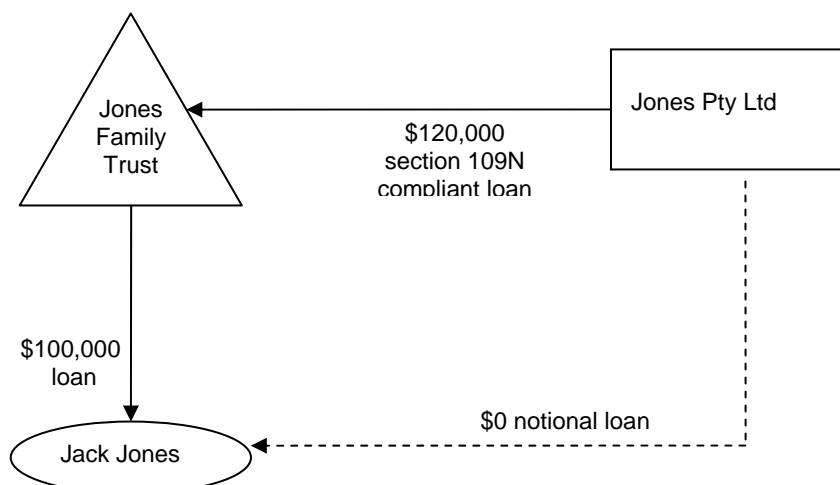 Jones
Family
Trust
Jones Pty Ltd
$120,000
section 109N
compliant loan
$100,000
loan
$0 notional loan
Jack Jones